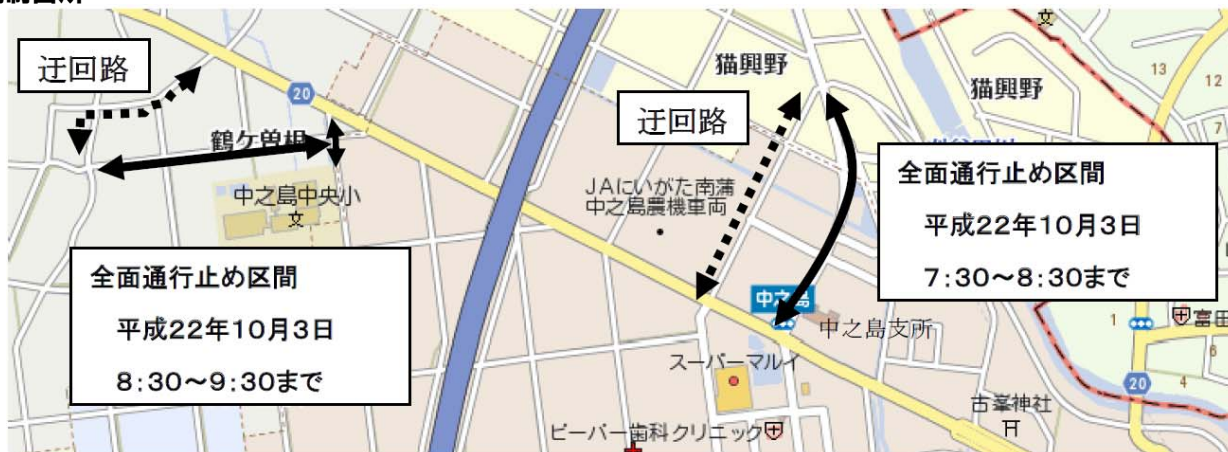 迂回路
20
鶴ケ曽根
中之島中央小
文
全面通行止め区間
平成22年10月3日
8:30～9:30まで
猫興野
迂回路
JAにいがた南蒲
中之島農機車両
中之島
中之島支所
スーパーマルイ
ビーバー歯科クリニック
文
猫興野
全面通行止め区間
平成22年10月3日
7:30～8:30まで
13
12
7
1
富田
6
20
4
古峯神社